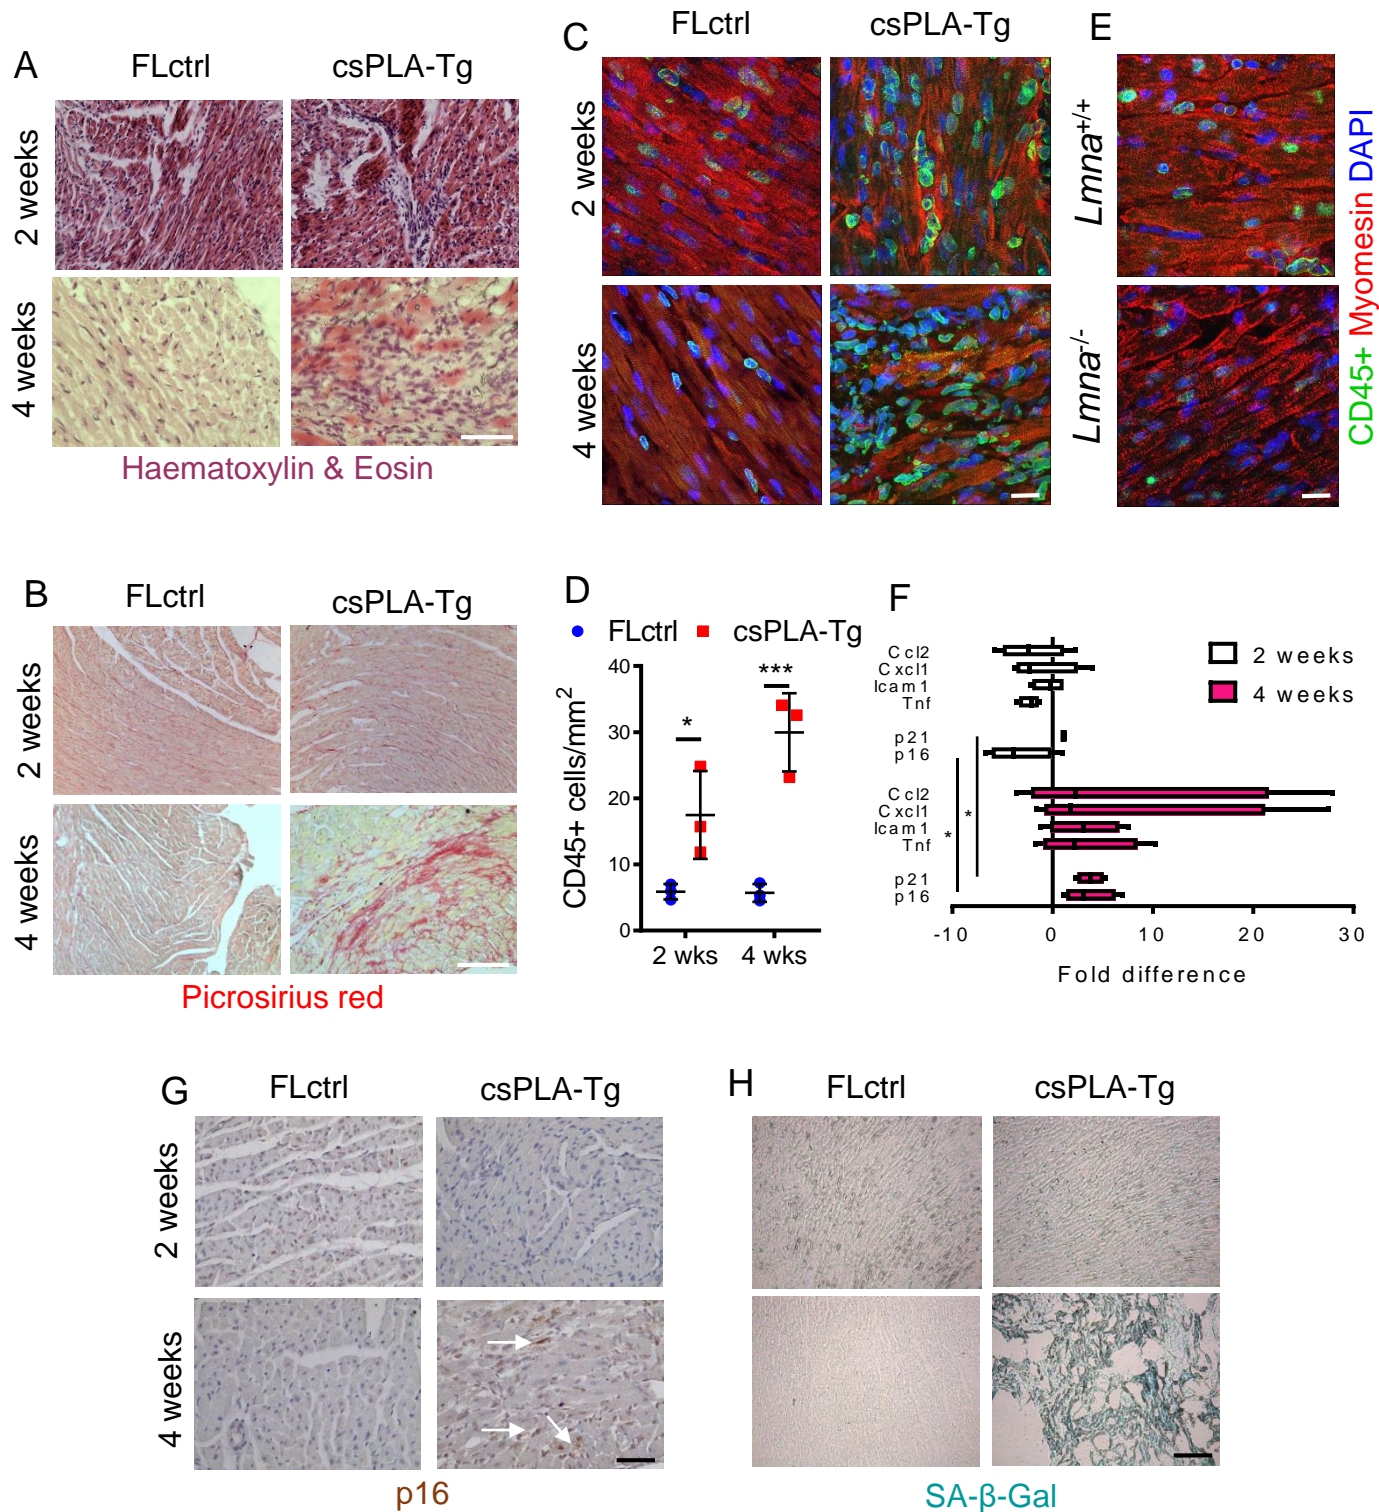 A
FLctrl
csPLA-Tg
2 weeks
4 weeks
Haematoxylin & Eosin
B
FLctrl
csPLA-Tg
2 weeks
4 weeks
Picrosirius red
C
FLctrl
csPLA-Tg
2 weeks
4 weeks
D
FLctrl
csPLA-Tg
CD45+ cells/mm2
40
30
20
10
0
*
***
2 wks
4 wks
E
Lmna+/+
Lmna-/-
CD45+ Myomesin DAPI
F
2 weeks
4 weeks
Ccl2
Cxcl1
Icam1
Tnf
p21
p16
Ccl2
Cxcl1
Icam1
Tnf
p21
p16
*
*
-10
0
10
20
30
Fold difference
G
FLctrl
csPLA-Tg
2 weeks
4 weeks
p16
H
FLctrl
csPLA-Tg
SA-β-Gal